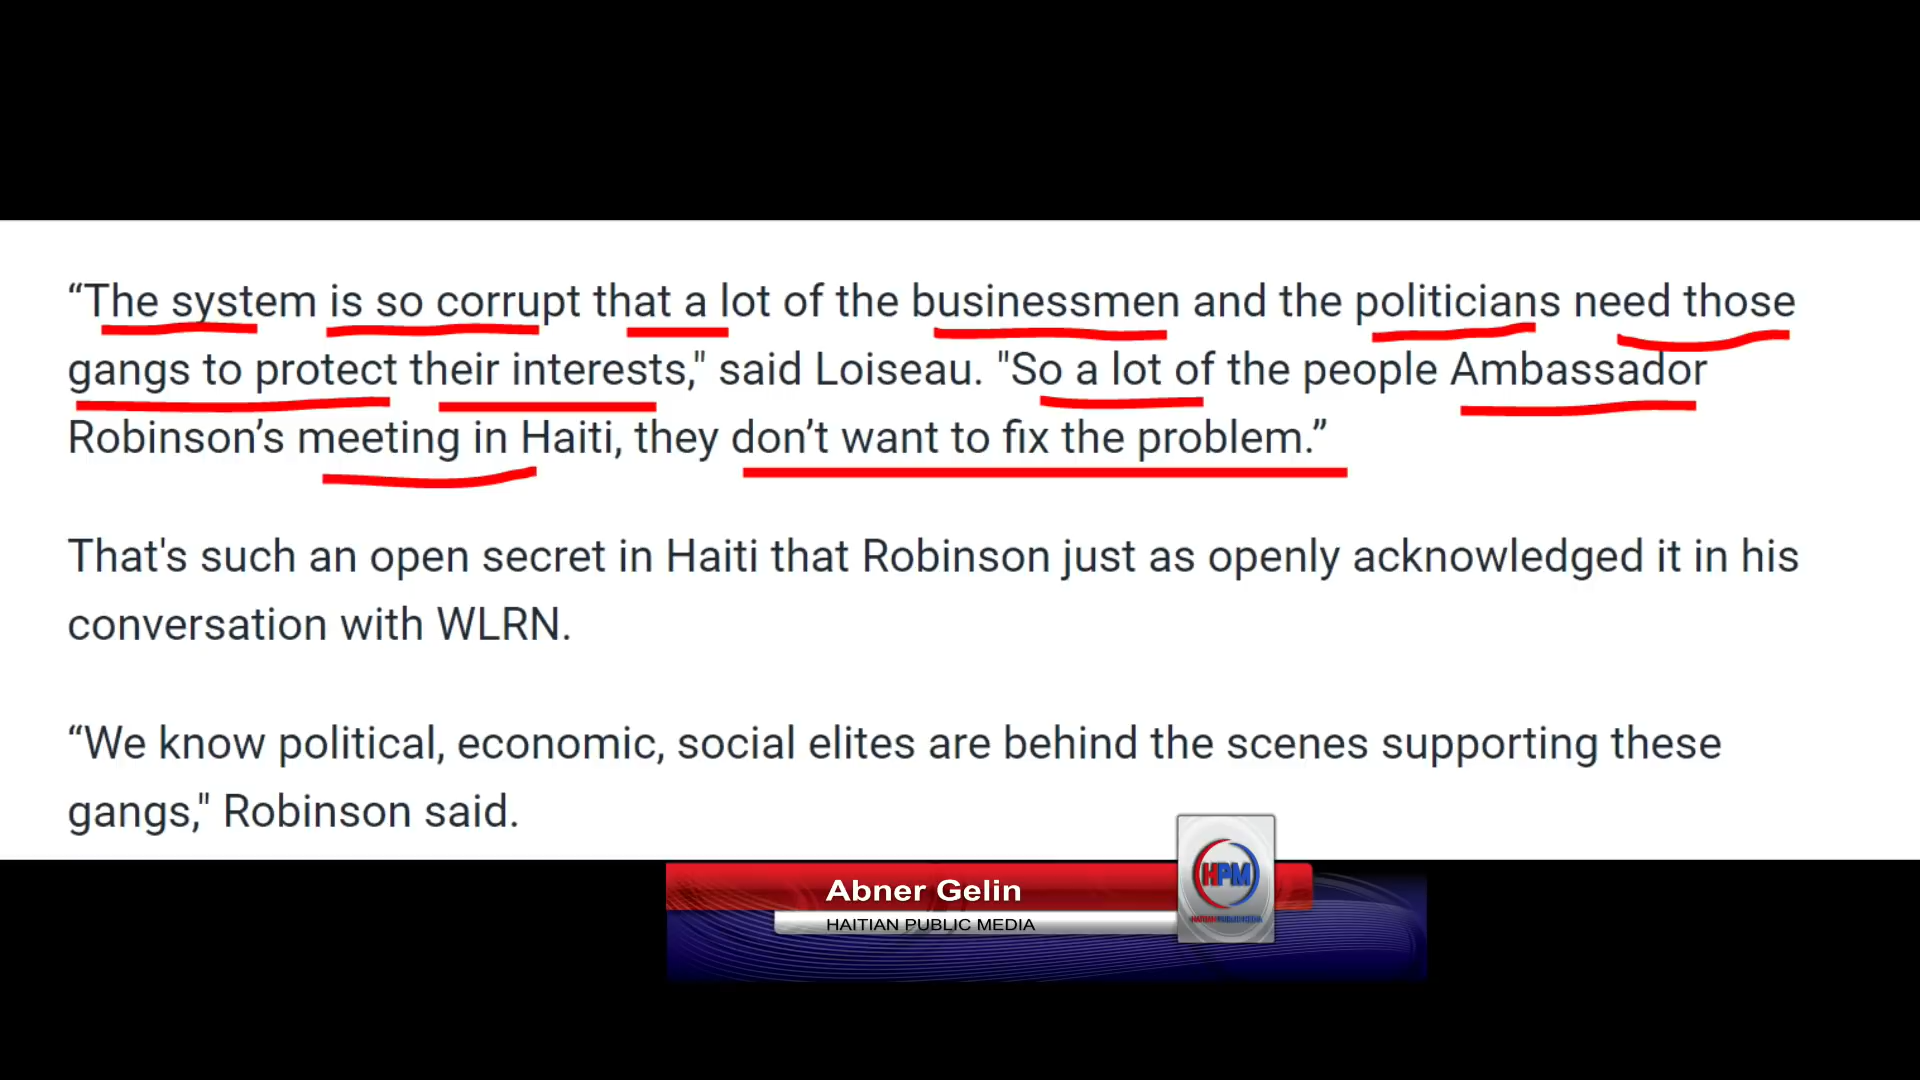 “The system is so corrupt that a lot of the businessmen and the politicians need those
gangs to protect their interests," said Loiseau. "So a lot of the people Ambassador
Robinson’s meeting in Haiti, they don’t want to fix the problem.”
That's such an open secret in Haiti that Robinson just as openly acknowledged it in his
conversation with WLRN.
“We know political, economic, social elites are behind the scenes supporting these
gangs," Robinson said.
Abner Gelin
HAITIAN PUBLIC MEDIA
HPM
HAITIAN PUBLIC MEDIA